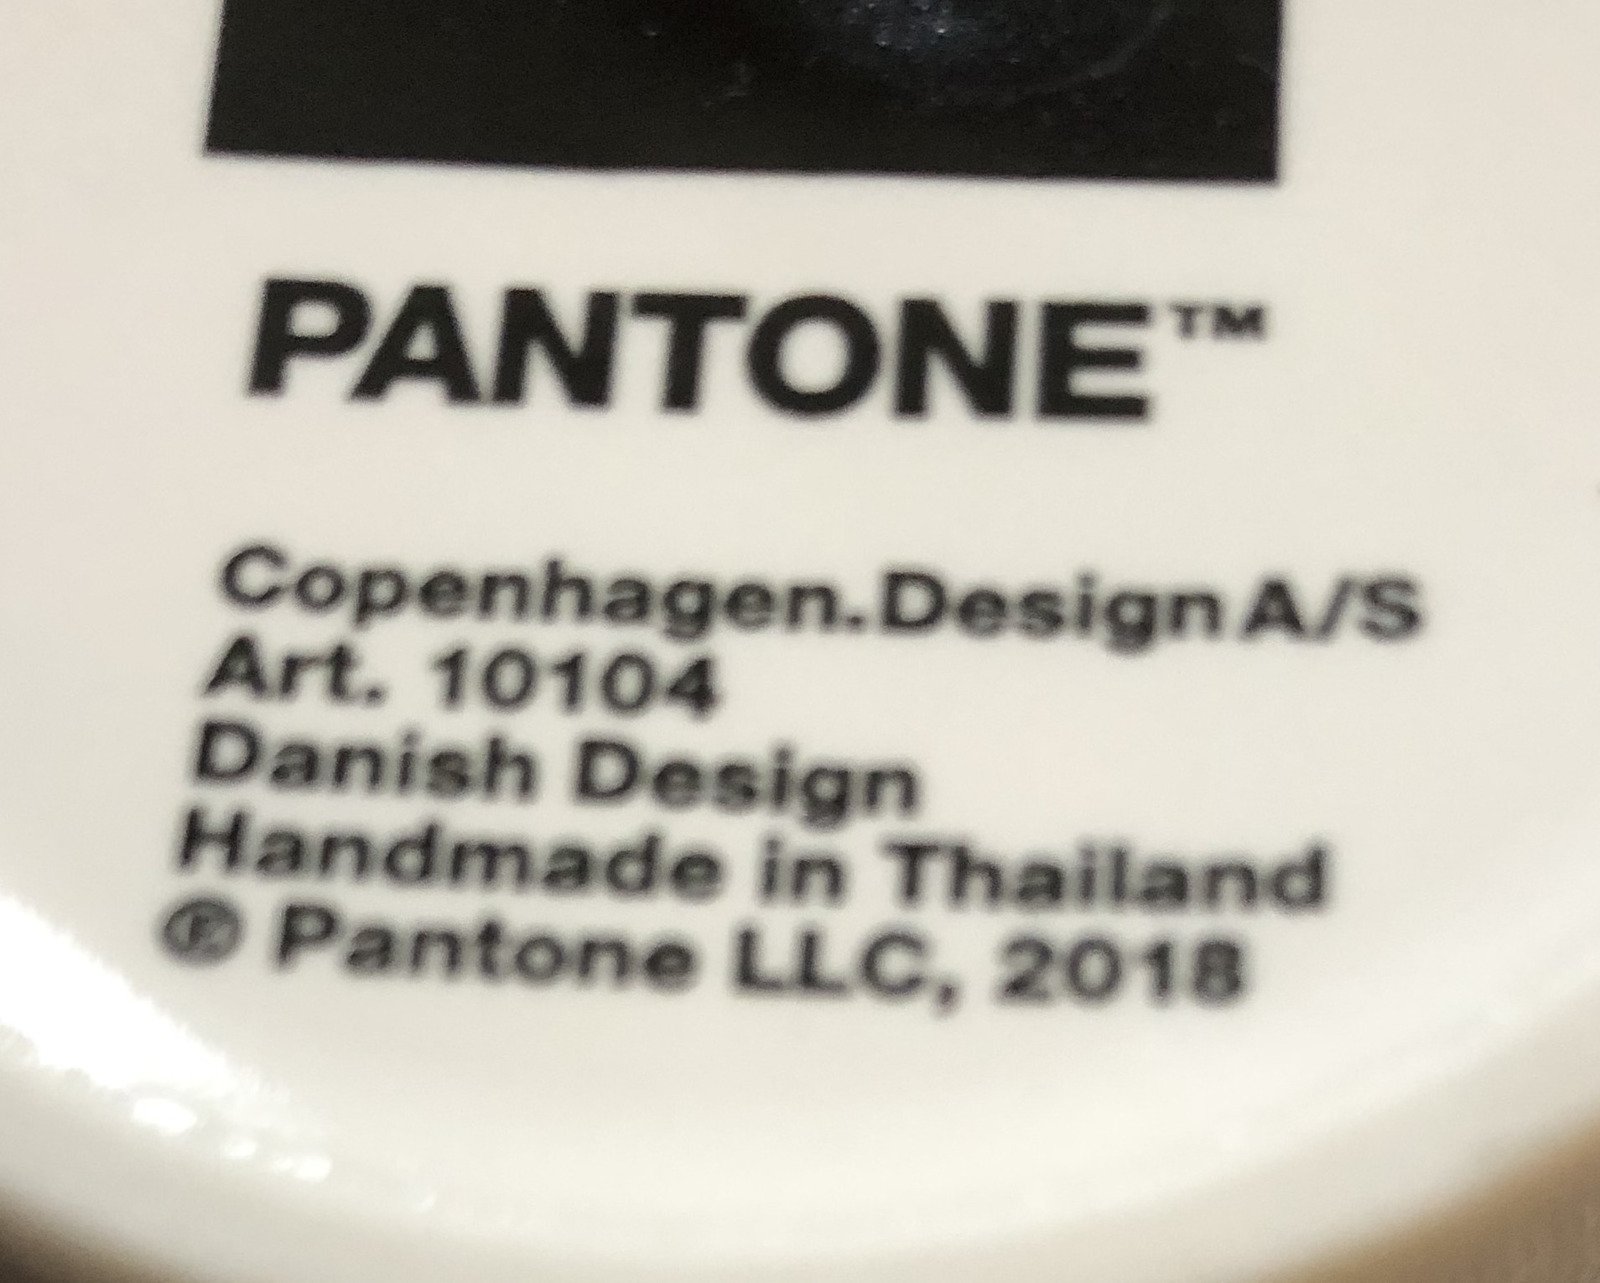 PANTONE™
Copenhagen.Design A/S
Art. 10104
Danish Design
Handmade in Thailand
® Pantone LLC, 2018